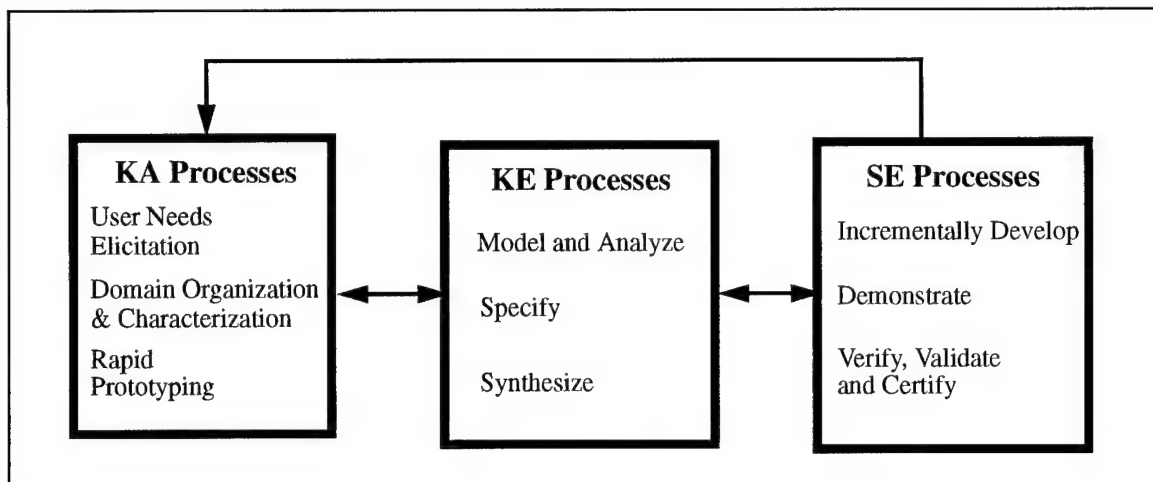 KA Processes
User Needs
Elicitation
Domain Organization
& Characterization
Rapid
Prototyping
KE Processes
Model and Analyze
Specify
Synthesize
SE Processes
Incrementally Develop
Demonstrate
Verify, Validate
and Certify